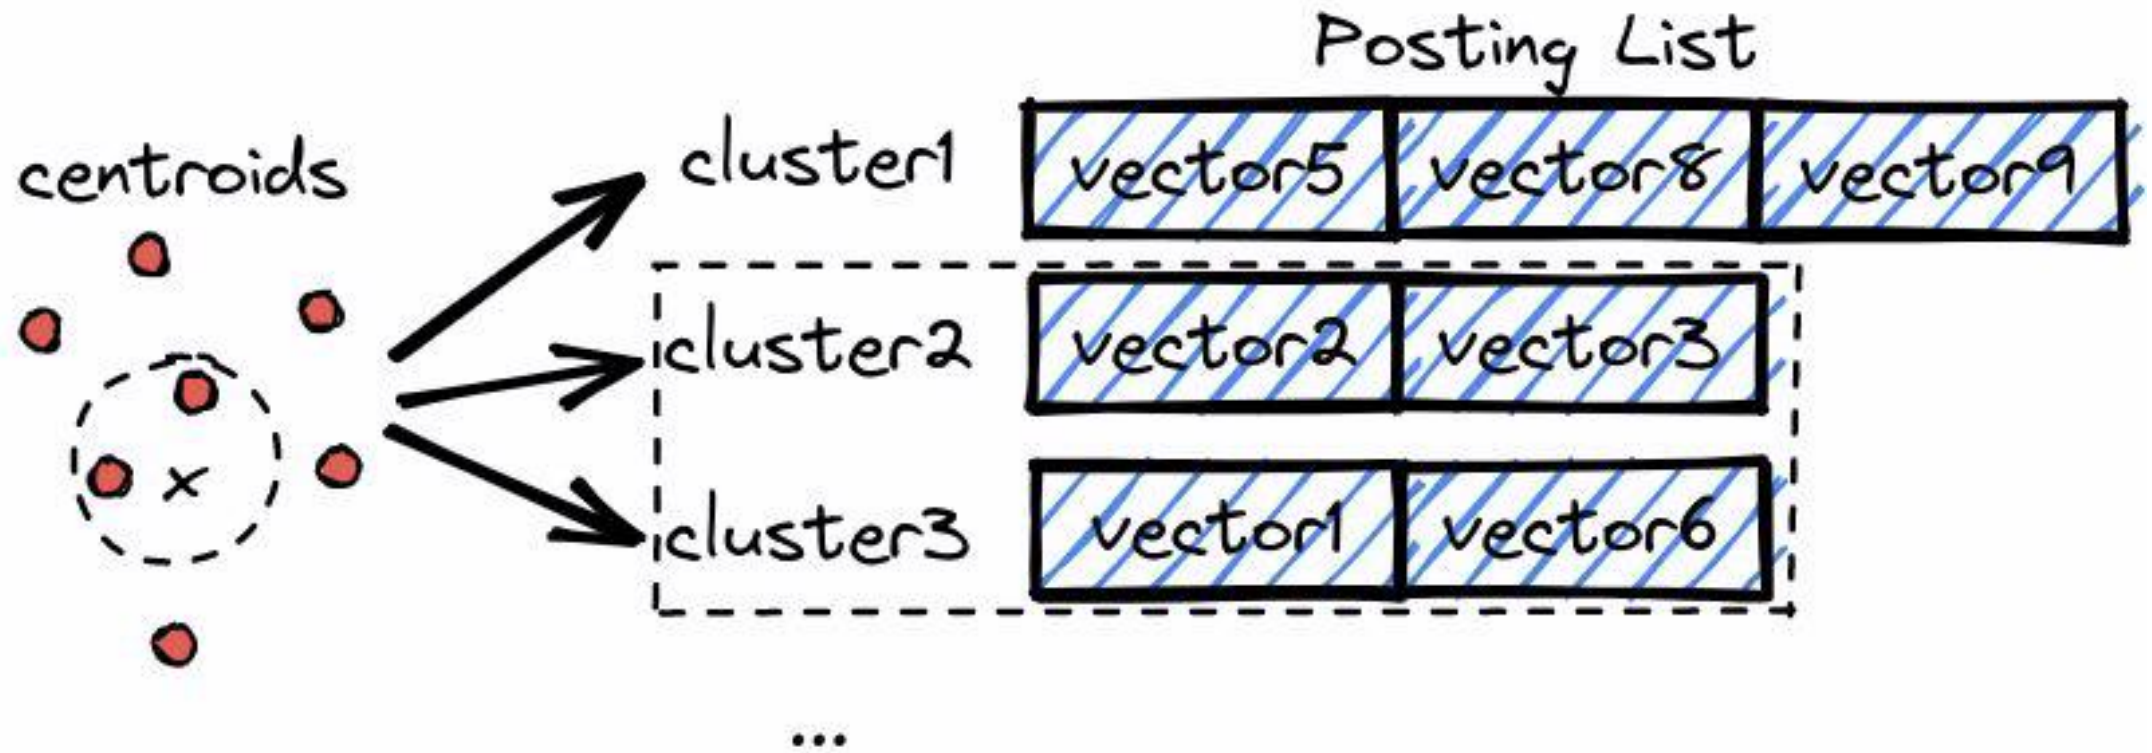 Posting List
centroids
cluster1 vector5 vector8 vector9
cluster2 vector2 vector3
x
cluster3 vector1 vector6
...